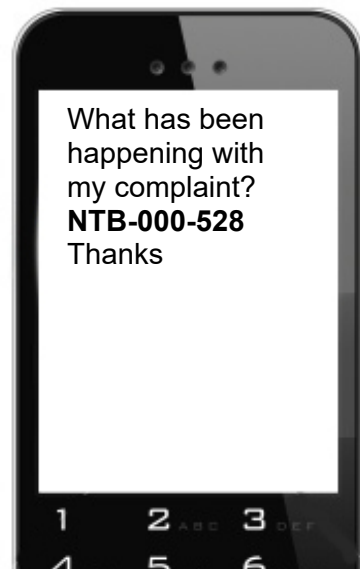 What has been
happening with
my complaint?
NTB-000-528
Thanks
1 2 ABC 3 DEF
4 5 6